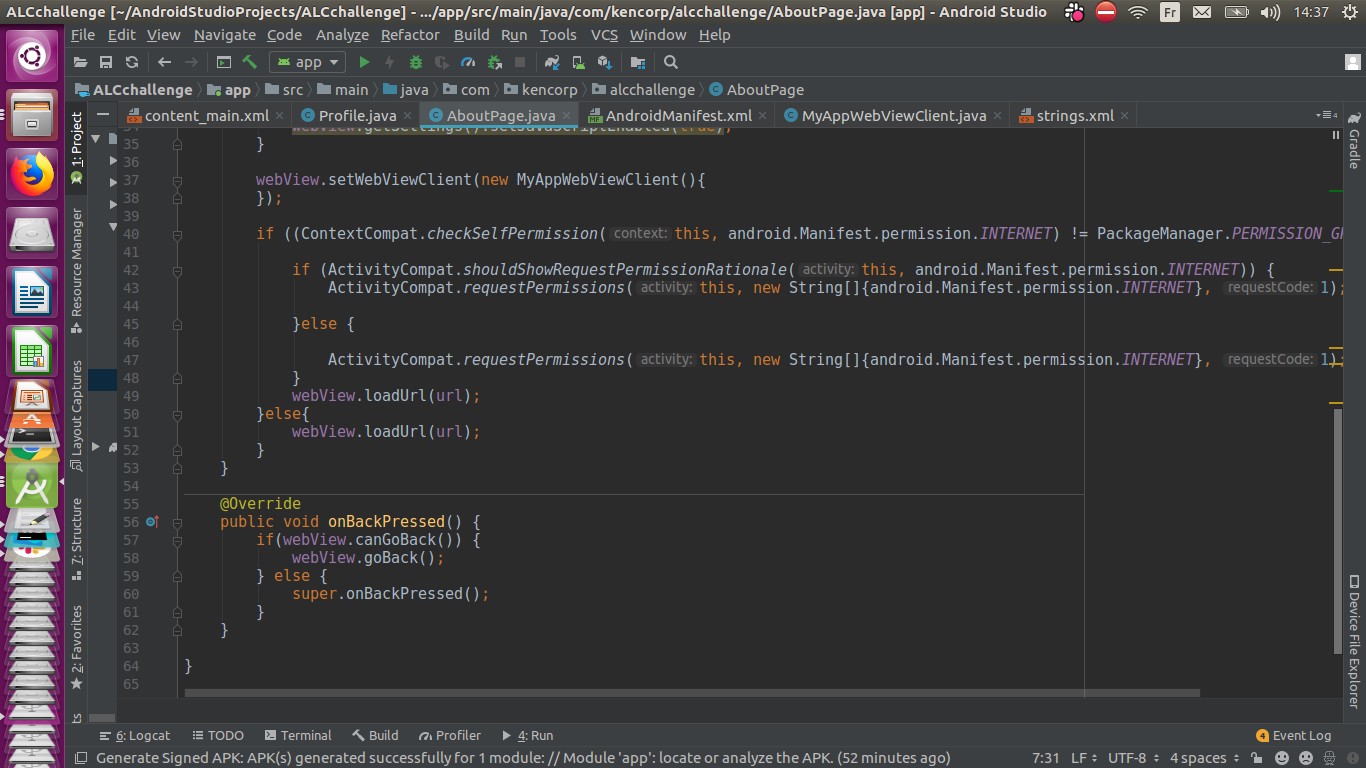 ALCchallenge [~/AndroidStudioProjects/ALCchallenge] - .../app/src/main/java/com/kencorp/alcchallenge/AboutPage.java [app] - Android Studio
Fr
14:37
File Edit View Navigate Code Analyze Refactor Build Run Tools VCS Window Help
app
ALCchallenge app src main java com kencorp alcchallenge AboutPage
content_main.xml Profile.java AboutPage.java AndroidManifest.xml MyAppWebViewClient.java strings.xml
4
1: Project
Resource Manager
Layout Captures
7: Structure
2: Favorites
34 webView.getSettings().setJavaScriptEnabled(true);
35 }
36
37 webView.setWebViewClient(new MyAppWebViewClient(){
38 });
39
40 if ((ContextCompat.checkSelfPermission( context: this, android.Manifest.permission.INTERNET) != PackageManager.PERMISSION_
41
42 if (ActivityCompat.shouldShowRequestPermissionRationale( activity: this, android.Manifest.permission.INTERNET)) {
43 ActivityCompat.requestPermissions( activity: this, new String[]{android.Manifest.permission.INTERNET}, requestCode: 1);
44
45 }else {
46
47 ActivityCompat.requestPermissions( activity: this, new String[]{android.Manifest.permission.INTERNET}, requestCode: 1);
48 }
49 webView.loadUrl(url);
50 }else{
51 webView.loadUrl(url);
52 }
53 }
54
55 @Override
56 public void onBackPressed() {
57 if(webView.canGoBack()) {
58 webView.goBack();
59 } else {
60 super.onBackPressed();
61 }
62 }
63
64 }
65
Gradle
Device File Explorer
6: Logcat TODO Terminal Build Profiler 4: Run
4 Event Log
Generate Signed APK: APK(s) generated successfully for 1 module: // Module 'app': locate or analyze the APK. (52 minutes ago)
7:31 LF UTF-8 4 spaces